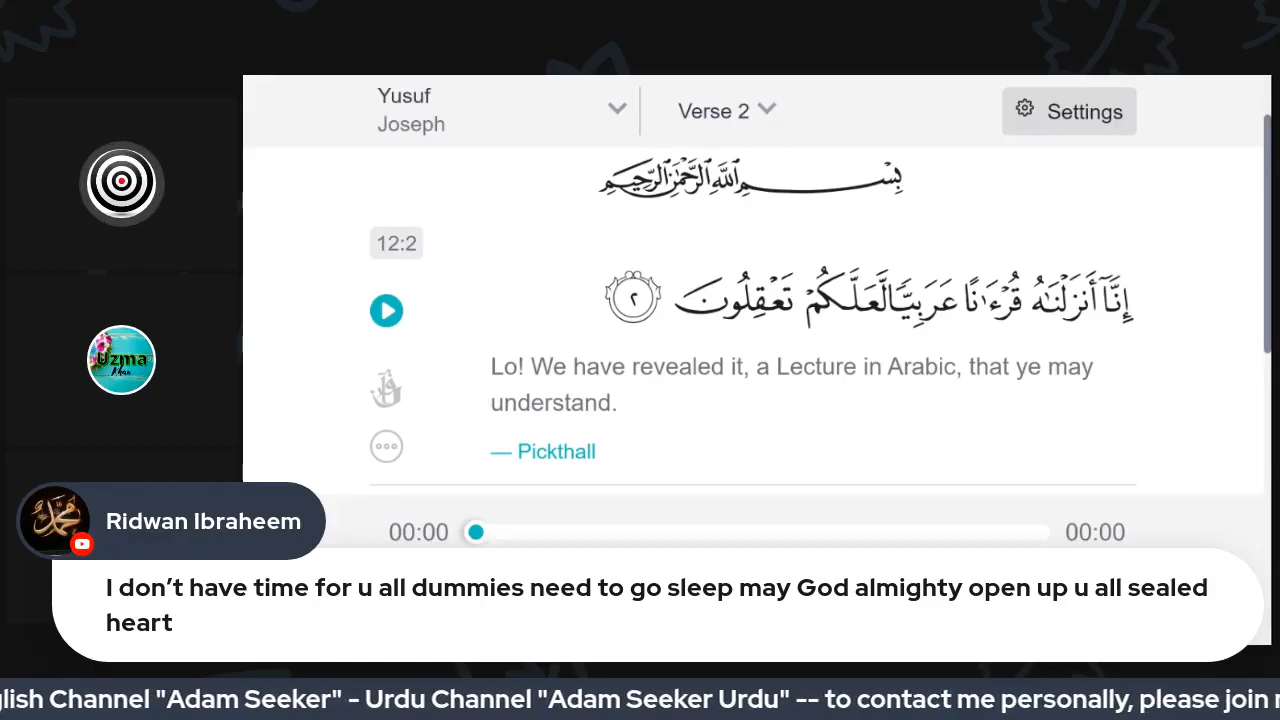 Yusuf
Joseph
Verse 2
Settings
بِسْمِ ٱللَّهِ ٱلرَّحْمَٰنِ ٱلرَّحِيمِ
12:2
إِنَّآ أَنزَلْنَٰهُ قُرْءَٰنًا عَرَبِيًّا لَّعَلَّكُمْ تَعْقِلُونَ ٢
Lo! We have revealed it, a Lecture in Arabic, that ye may
understand.
— Pickthall
Uzma
Khan
00:00
00:00
Ridwan Ibraheem
I don’t have time for u all dummies need to go sleep may God almighty open up u all sealed
heart
glish Channel "Adam Seeker" - Urdu Channel "Adam Seeker Urdu" -- to contact me personally, please join